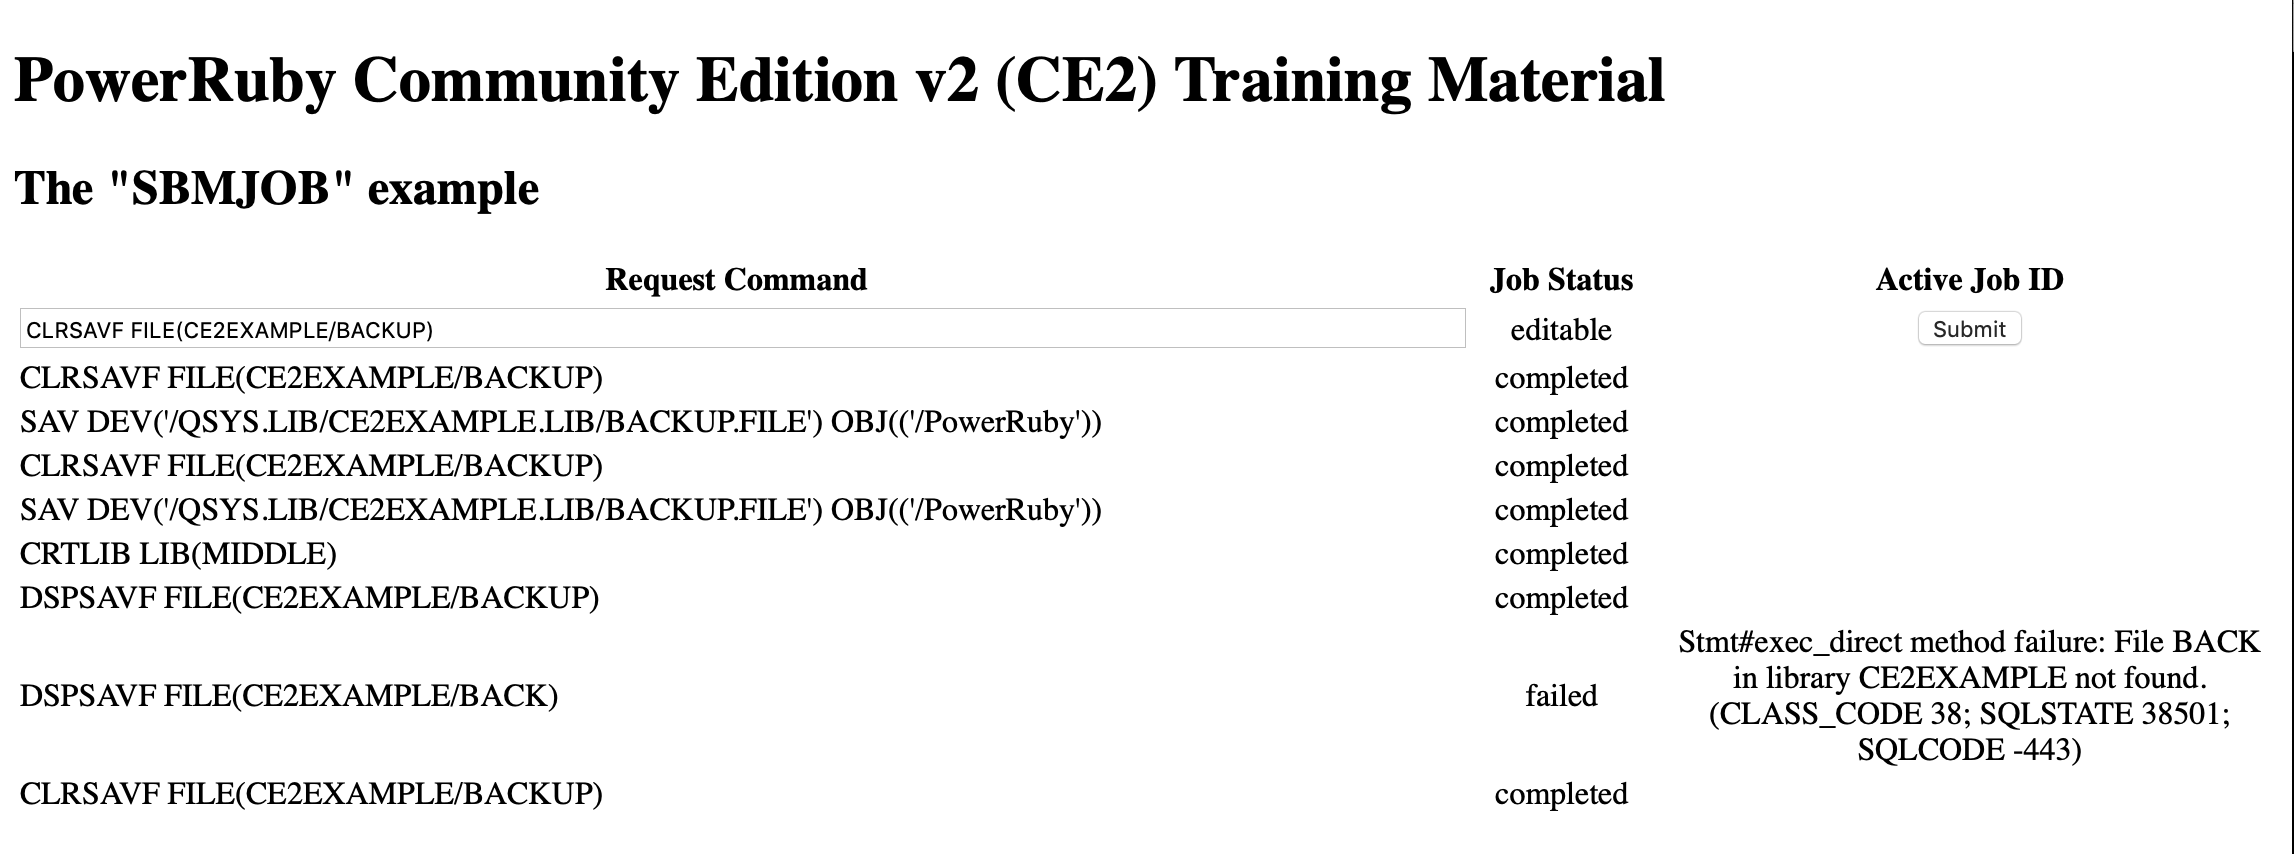 PowerRuby Community Edition v2 (CE2) Training Material
The "SBMJOB" example
Request Command Job Status Active Job ID
CLRSAVF FILE(CE2EXAMPLE/BACKUP) editable Submit
CLRSAVF FILE(CE2EXAMPLE/BACKUP) completed
SAV DEV('/QSYS.LIB/CE2EXAMPLE.LIB/BACKUP.FILE') OBJ(('/PowerRuby')) completed
CLRSAVF FILE(CE2EXAMPLE/BACKUP) completed
SAV DEV('/QSYS.LIB/CE2EXAMPLE.LIB/BACKUP.FILE') OBJ(('/PowerRuby')) completed
CRTLIB LIB(MIDDLE) completed
DSPSAVF FILE(CE2EXAMPLE/BACKUP) completed
DSPSAVF FILE(CE2EXAMPLE/BACK) failed
Stmt#exec_direct method failure: File BACK
in library CE2EXAMPLE not found.
(CLASS_CODE 38; SQLSTATE 38501;
SQLCODE -443)
CLRSAVF FILE(CE2EXAMPLE/BACKUP) completed